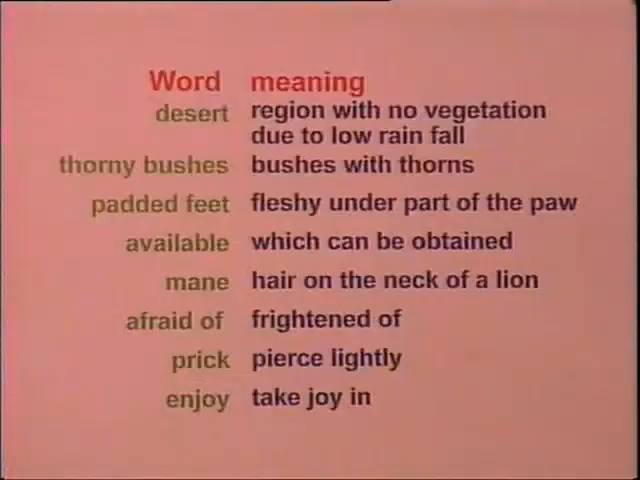 Word meaning
desert region with no vegetation
due to low rain fall
thorny bushes bushes with thorns
padded feet fleshy under part of the paw
available which can be obtained
mane hair on the neck of a lion
afraid of frightened of
prick pierce lightly
enjoy take joy in